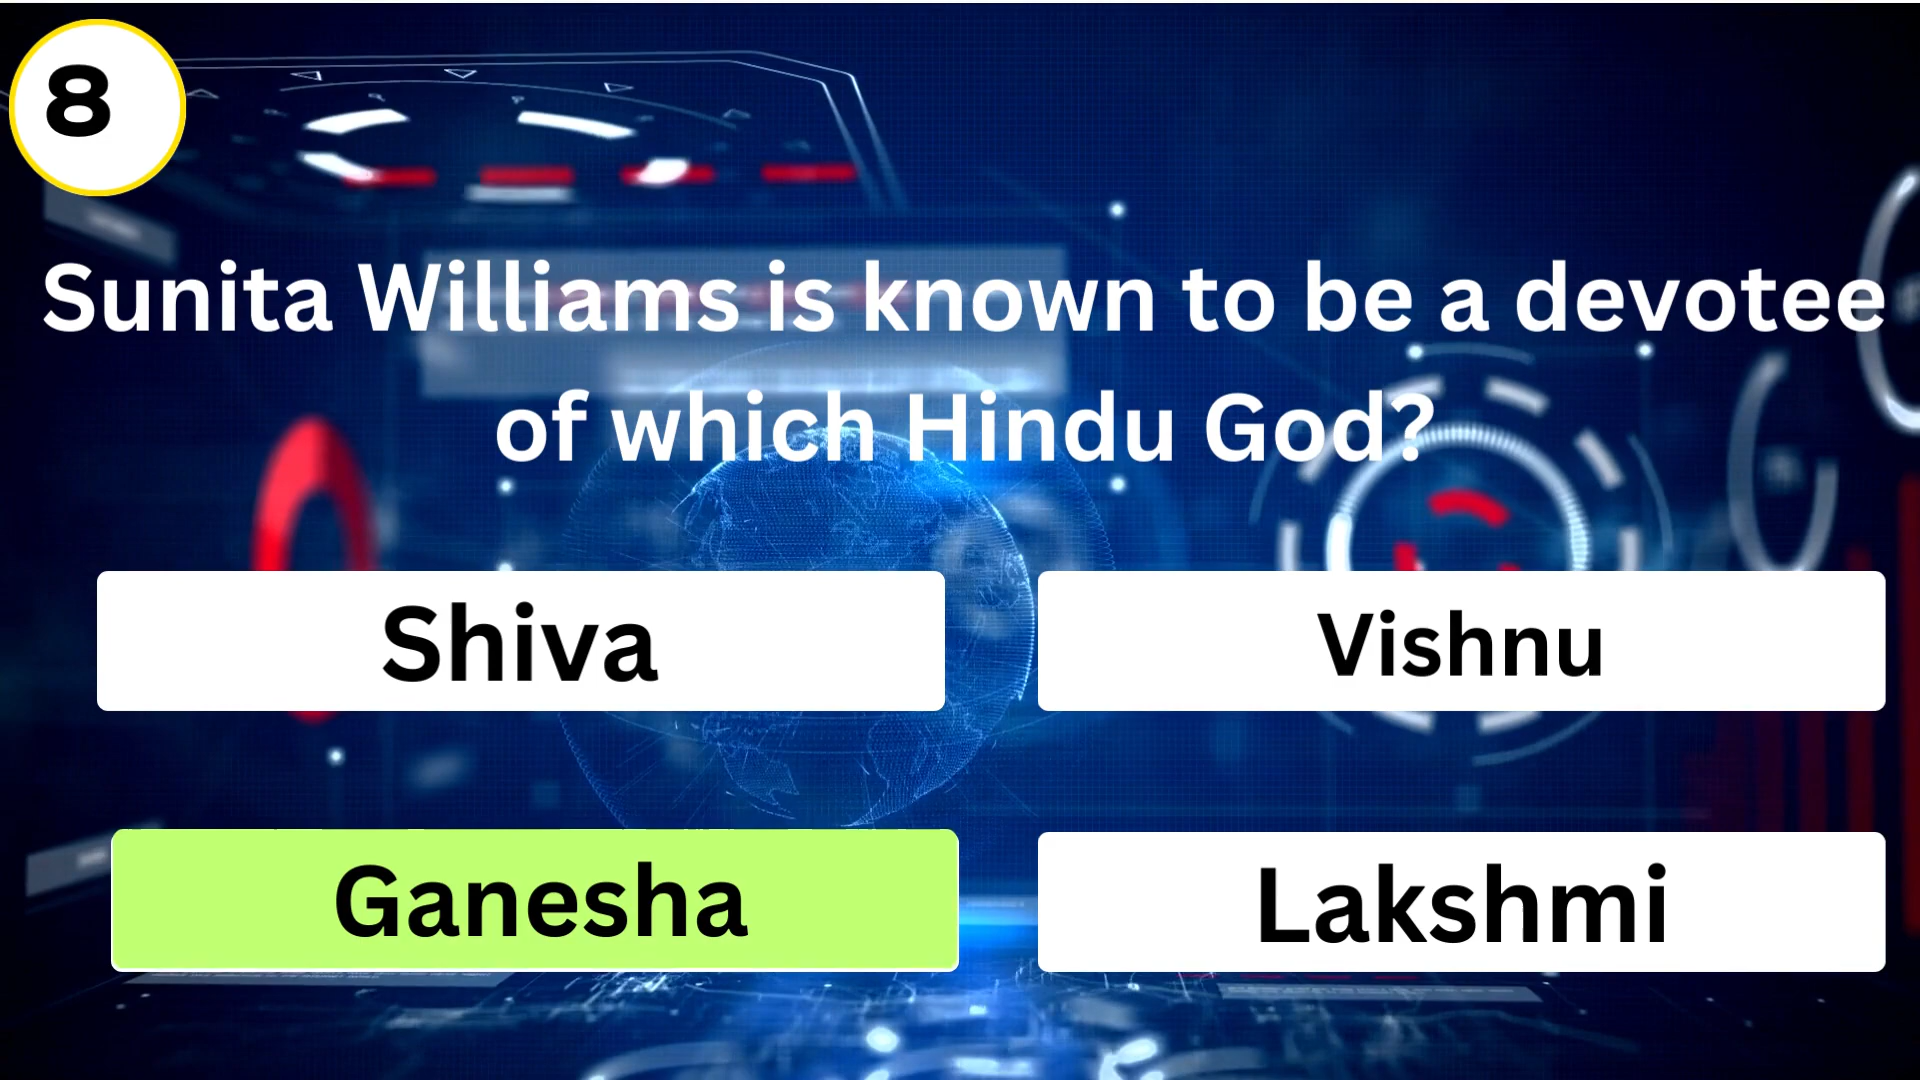 8
Sunita Williams is known to be a devotee
of which Hindu God?
Shiva
Vishnu
Ganesha
Lakshmi